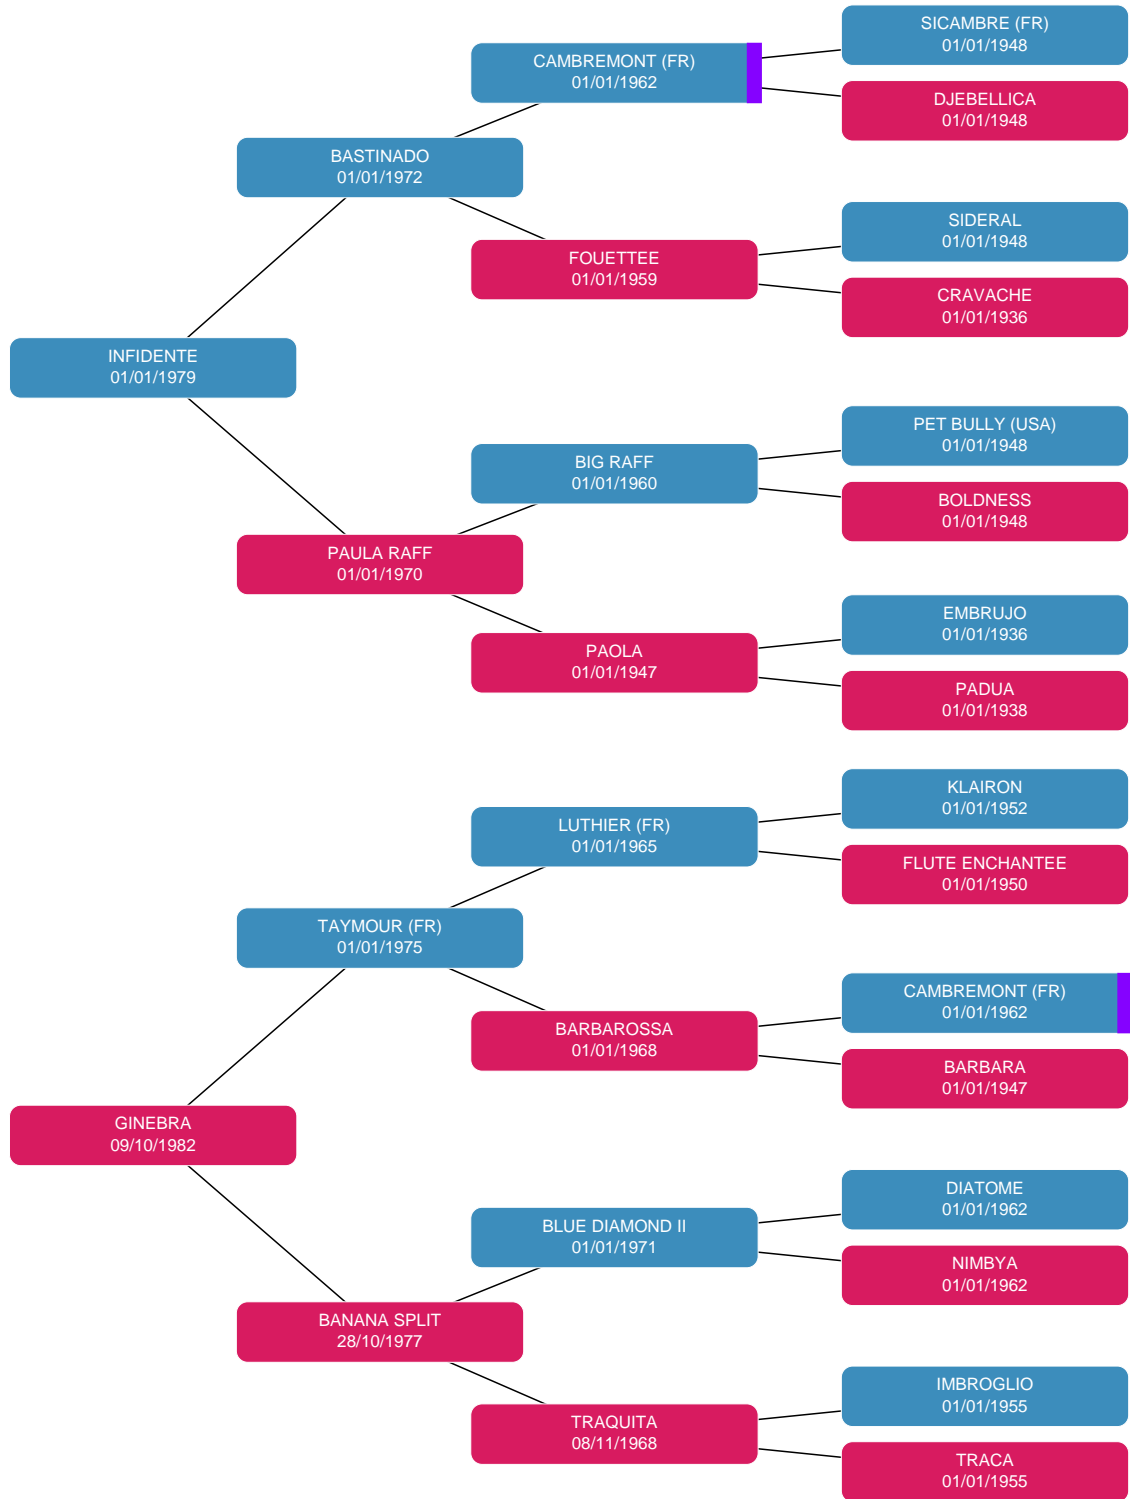 SICAMBRE (FR)
01/01/1948
CAMBREMONT (FR)
01/01/1962
DJEBELLICA
01/01/1948
BASTINADO
01/01/1972
SIDERAL
01/01/1948
FOUETTEE
01/01/1959
CRAVACHE
01/01/1936
INFIDENTE
01/01/1979
PET BULLY (USA)
01/01/1948
BIG RAFF
01/01/1960
BOLDNESS
01/01/1948
PAULA RAFF
01/01/1970
EMBRUJO
01/01/1936
PAOLA
01/01/1947
PADUA
01/01/1938
KLAIRON
01/01/1952
LUTHIER (FR)
01/01/1965
FLUTE ENCHANTEE
01/01/1950
TAYMOUR (FR)
01/01/1975
CAMBREMONT (FR)
01/01/1962
BARBAROSSA
01/01/1968
BARBARA
01/01/1947
GINEBRA
09/10/1982
DIATOME
01/01/1962
BLUE DIAMOND II
01/01/1971
NIMBYA
01/01/1962
BANANA SPLIT
28/10/1977
IMBROGLIO
01/01/1955
TRAQUITA
08/11/1968
TRACA
01/01/1955